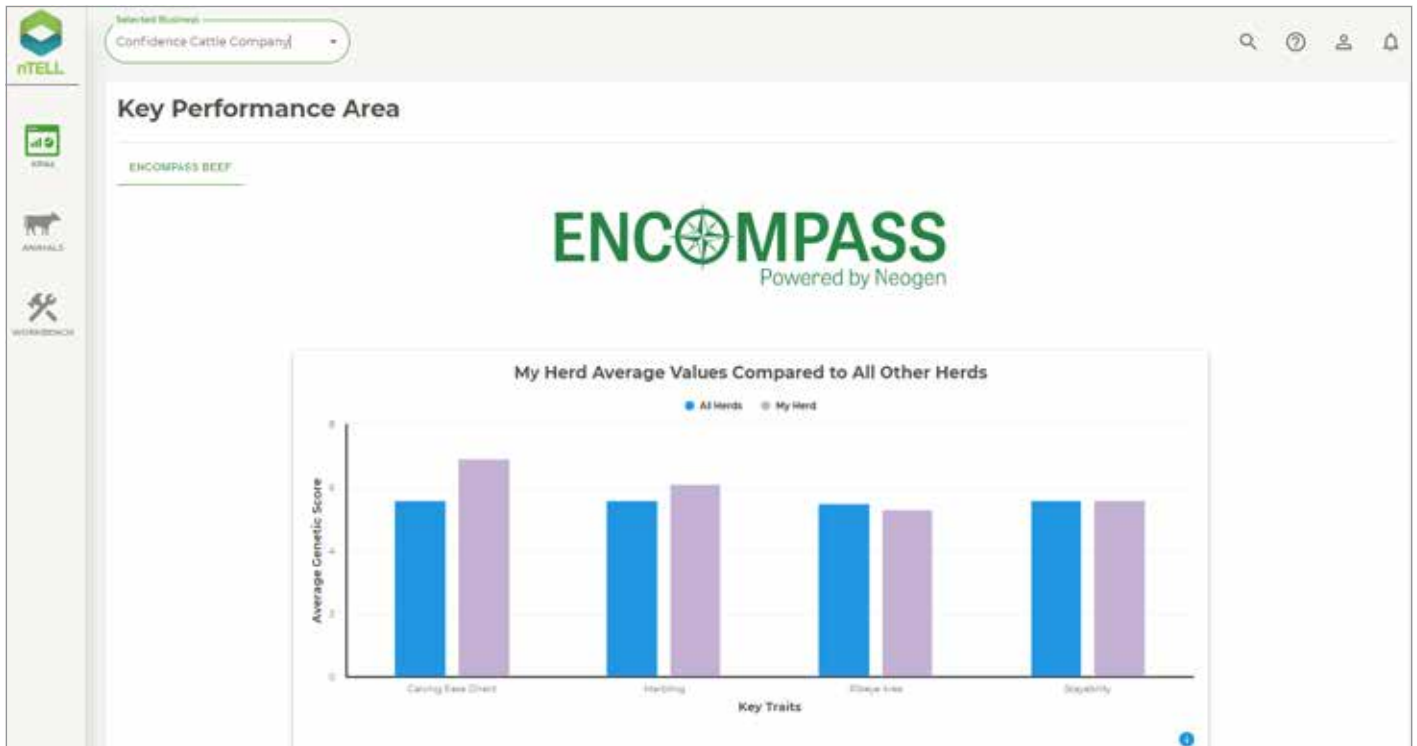 nTELL
Selected Business
Confidence Cattle Company
Key Performance Area
KPAs
ENCOMPASS BEEF
ANIMALS
WORKBENCH
ENCOMPASS
Powered by Neogen
My Herd Average Values Compared to All Other Herds
All Herds My Herd
8
6
4
2
0
Average Genetic Score
Calving Ease Direct Marbling Ribeye Area Stayability
Key Traits